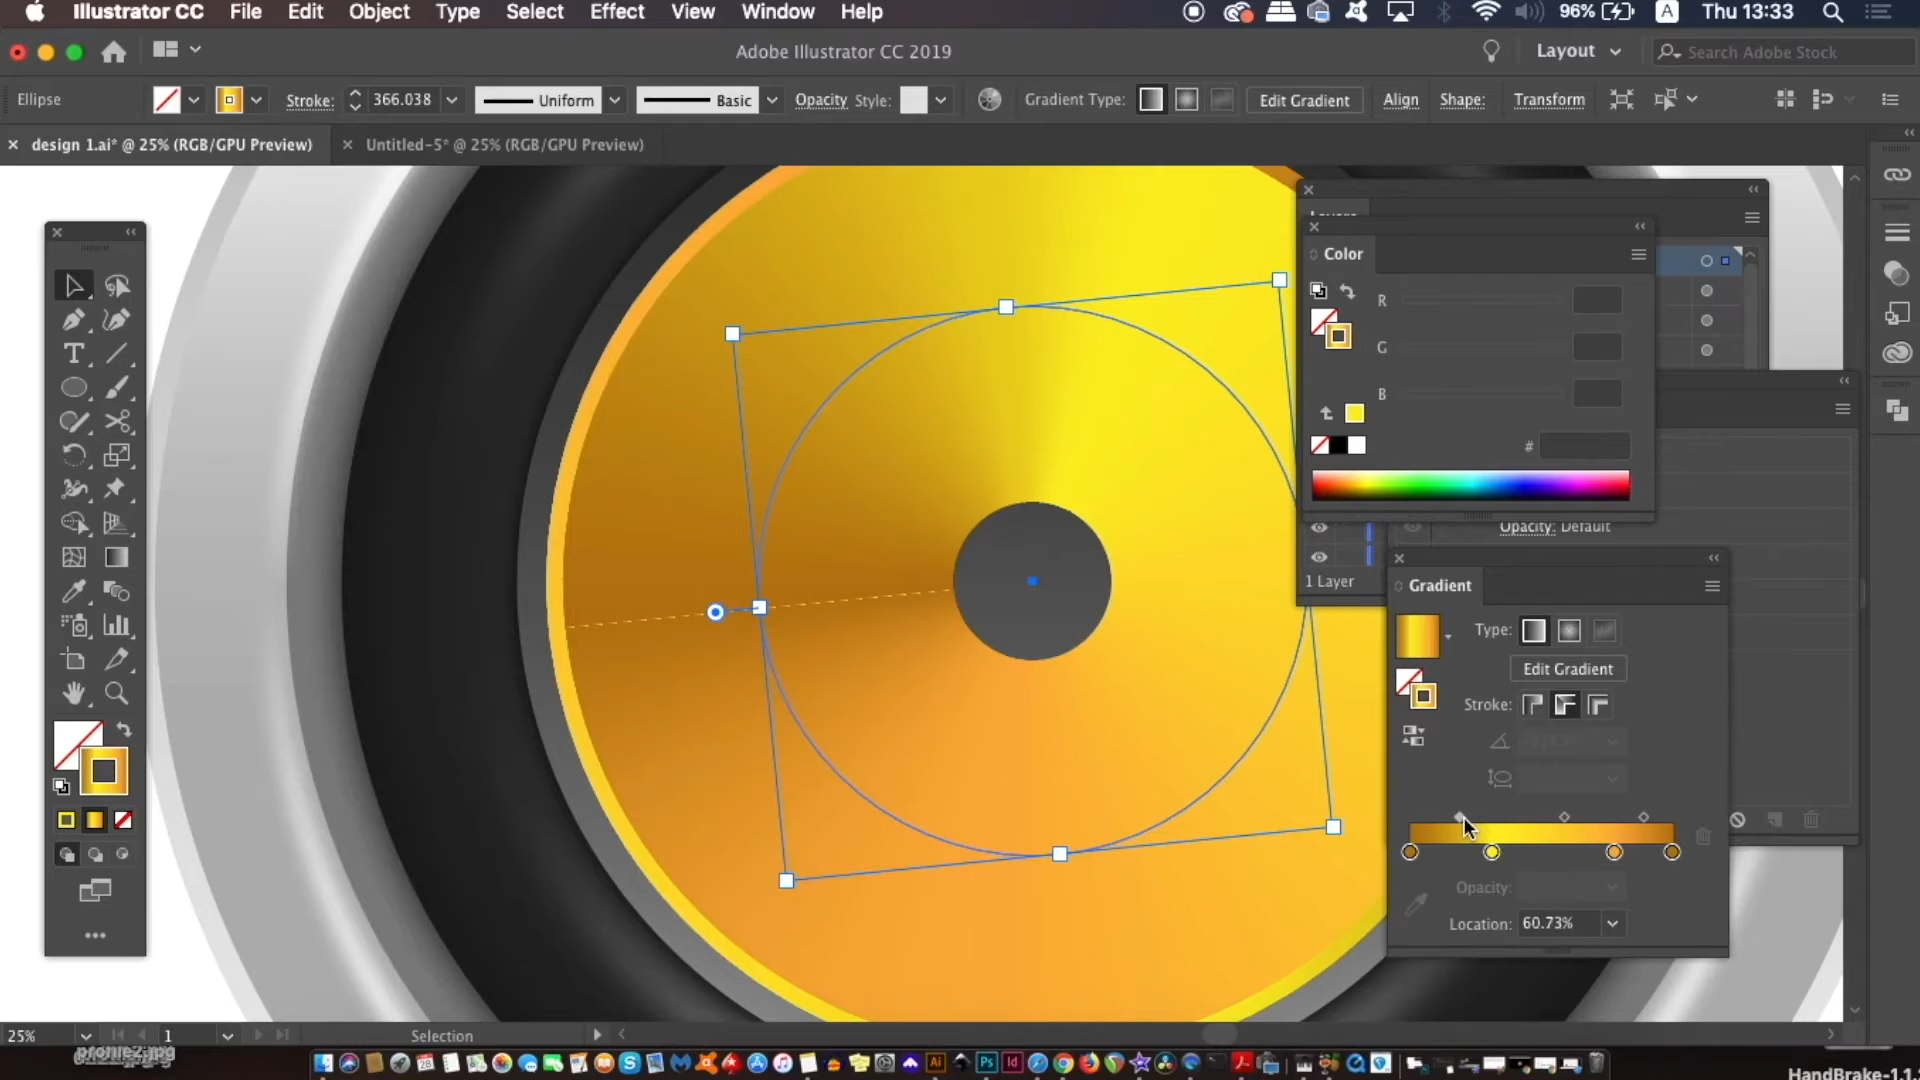 Illustrator CC File Edit Object Type Select Effect View Window Help 96% A Thu 13:33
Adobe Illustrator CC 2019 Layout Search Adobe Stock
Ellipse Stroke: 366.038 Uniform Basic Opacity Style: Gradient Type: Edit Gradient Align Shape: Transform
design 1.ai* @ 25% (RGB/GPU Preview) Untitled-5* @ 25% (RGB/GPU Preview)
Layers
Color
R
G
B
#
Opacity: Default
1 Layer
Gradient
Type:
Edit Gradient
Stroke:
Opacity:
Location: 60.73%
25% 1 Selection
HandBrake-1.1.